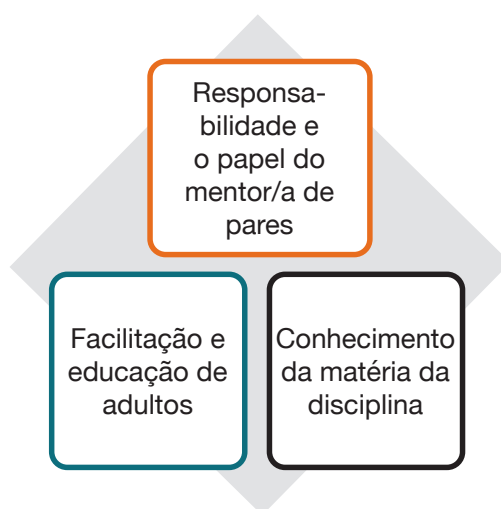 Responsa-
bilidade e
o papel do
mentor/a de
pares
Facilitação e
educação de
adultos
Conhecimento
da matéria da
disciplina